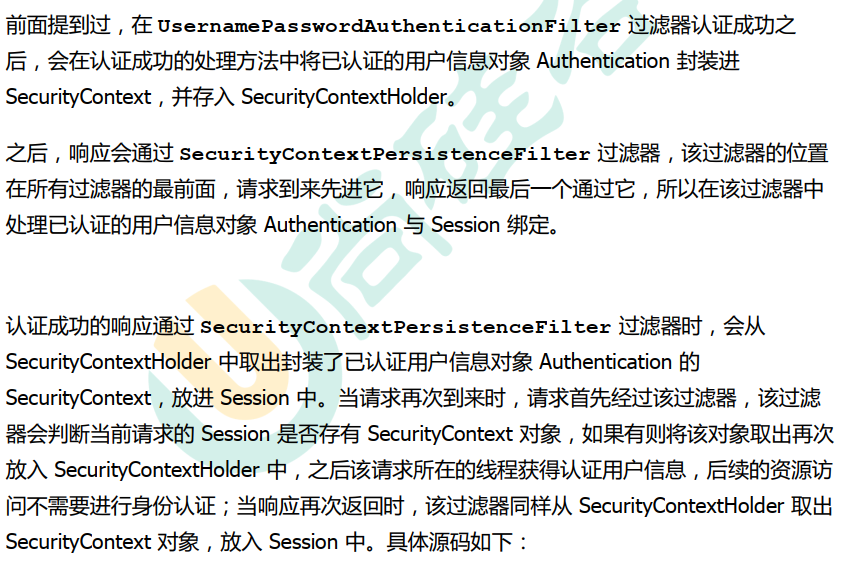 前面提到过，在 UsernamePasswordAuthenticationFilter 过滤器认证成功之
后，会在认证成功的处理方法中将已认证的用户信息对象 Authentication 封装进
SecurityContext，并存入 SecurityContextHolder。
之后，响应会通过 SecurityContextPersistenceFilter 过滤器，该过滤器的位置
在所有过滤器的最前面，请求到来先进它，响应返回最后一个通过它，所以在该过滤器中
处理已认证的用户信息对象 Authentication 与 Session 绑定。
认证成功的响应通过 SecurityContextPersistenceFilter 过滤器时，会从
SecurityContextHolder 中取出封装了已认证用户信息对象 Authentication 的
SecurityContext，放进 Session 中。当请求再次到来时，请求首先经过该过滤器，该过滤
器会判断当前请求的 Session 是否存有 SecurityContext 对象，如果有则将该对象取出再次
放入 SecurityContextHolder 中，之后该请求所在的线程获得认证用户信息，后续的资源访
问不需要进行身份认证；当响应再次返回时，该过滤器同样从 SecurityContextHolder 取出
SecurityContext 对象，放入 Session 中。具体源码如下：
尚硅谷